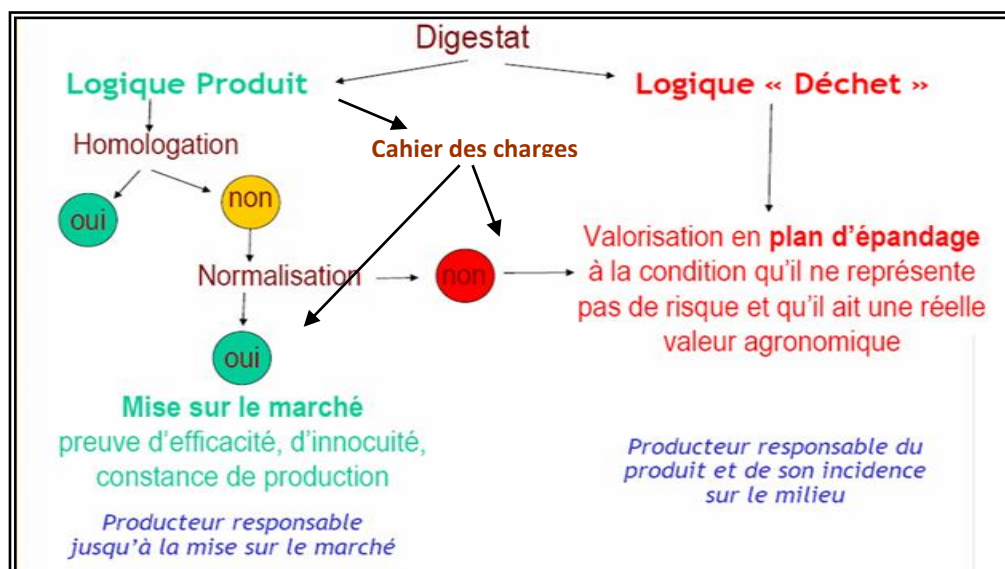 Digestat
Logique Produit
Logique « Déchet »
Homologation
Cahier des charges
oui
non
Normalisation
non
oui
Valorisation en plan d'épandage
à la condition qu'il ne représente
pas de risque et qu'il ait une réelle
valeur agronomique
Mise sur le marché
preuve d'efficacité, d'innocuité,
constance de production
Producteur responsable
jusqu'à la mise sur le marché
Producteur responsable du
produit et de son incidence
sur le milieu